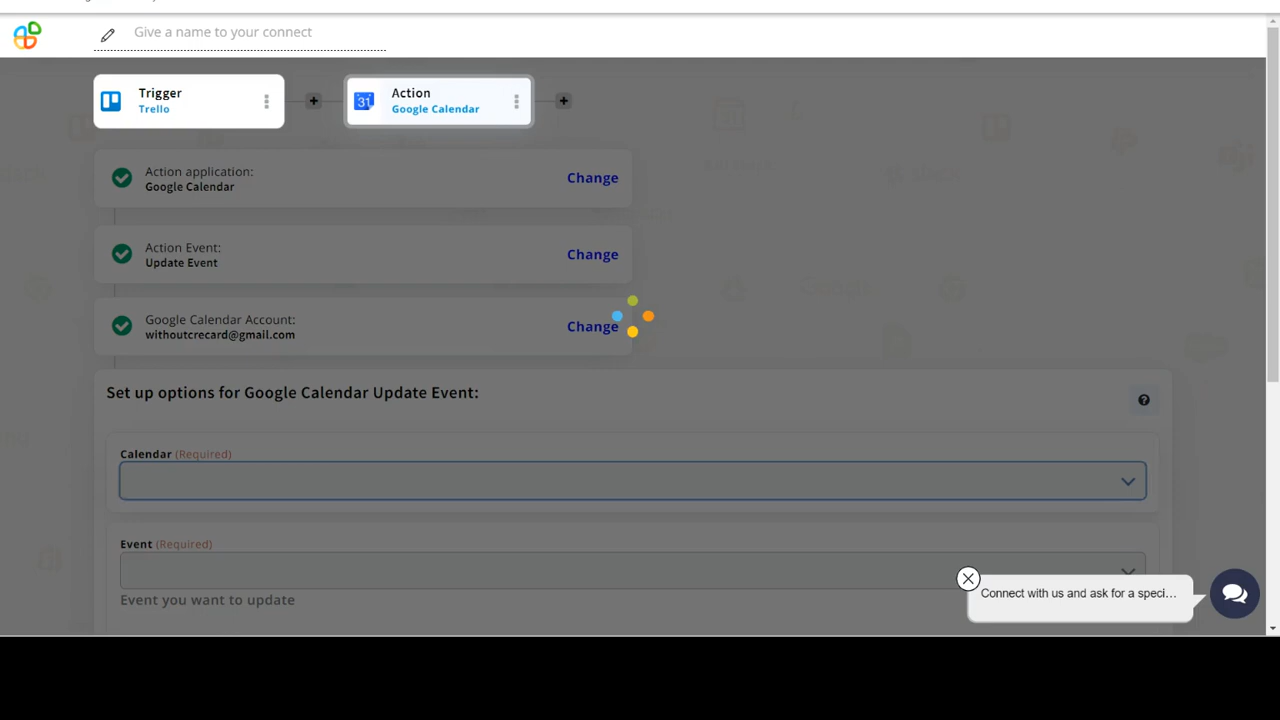 Give a name to your connect
Trigger
Trello
31
Action
Google Calendar
Action application:
Google Calendar
Change
Action Event:
Update Event
Change
Google Calendar Account:
withoutcrecard@gmail.com
Change
Set up options for Google Calendar Update Event:
Calendar (Required)
Event (Required)
Event you want to update
Connect with us and ask for a speci...